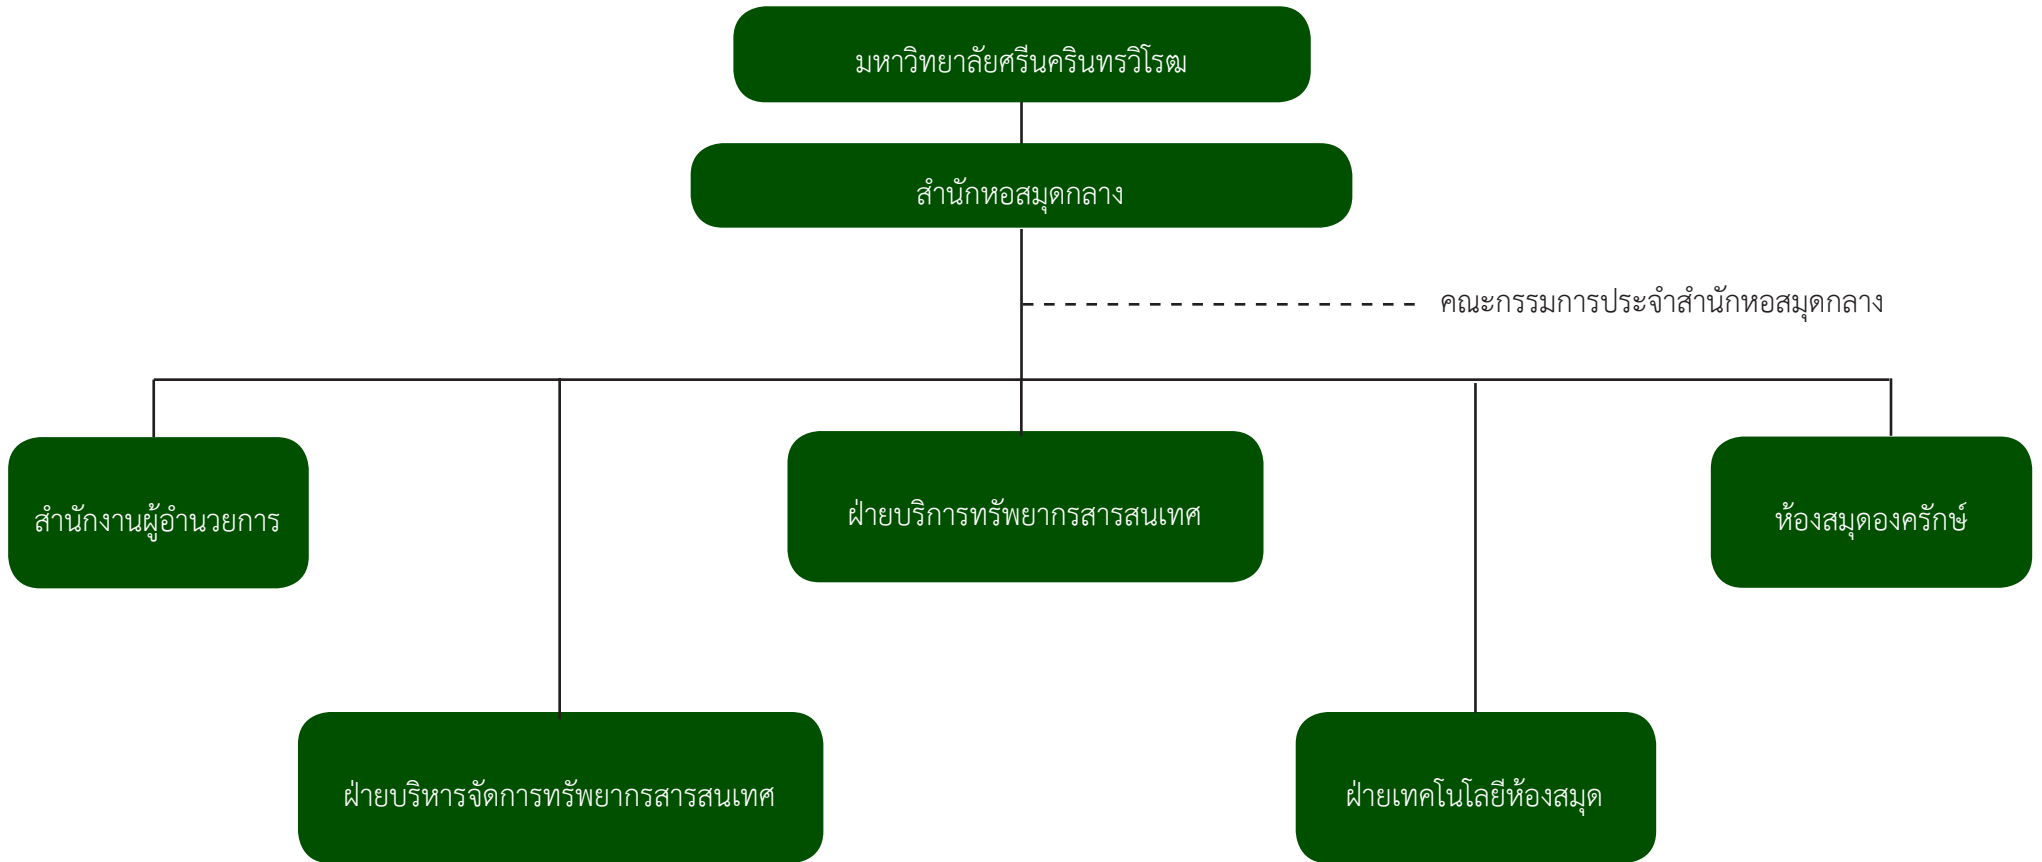 มหาวิทยาลัยศรีนครินทรวิโรฒ
สำนักหอสมุดกลาง
คณะกรรมการประจำสำนักหอสมุดกลาง
สำนักงานผู้อำนวยการ
ฝ่ายบริการทรัพยากรสารสนเทศ
ห้องสมุดองครักษ์
ฝ่ายบริหารจัดการทรัพยากรสารสนเทศ
ฝ่ายเทคโนโลยีห้องสมุด